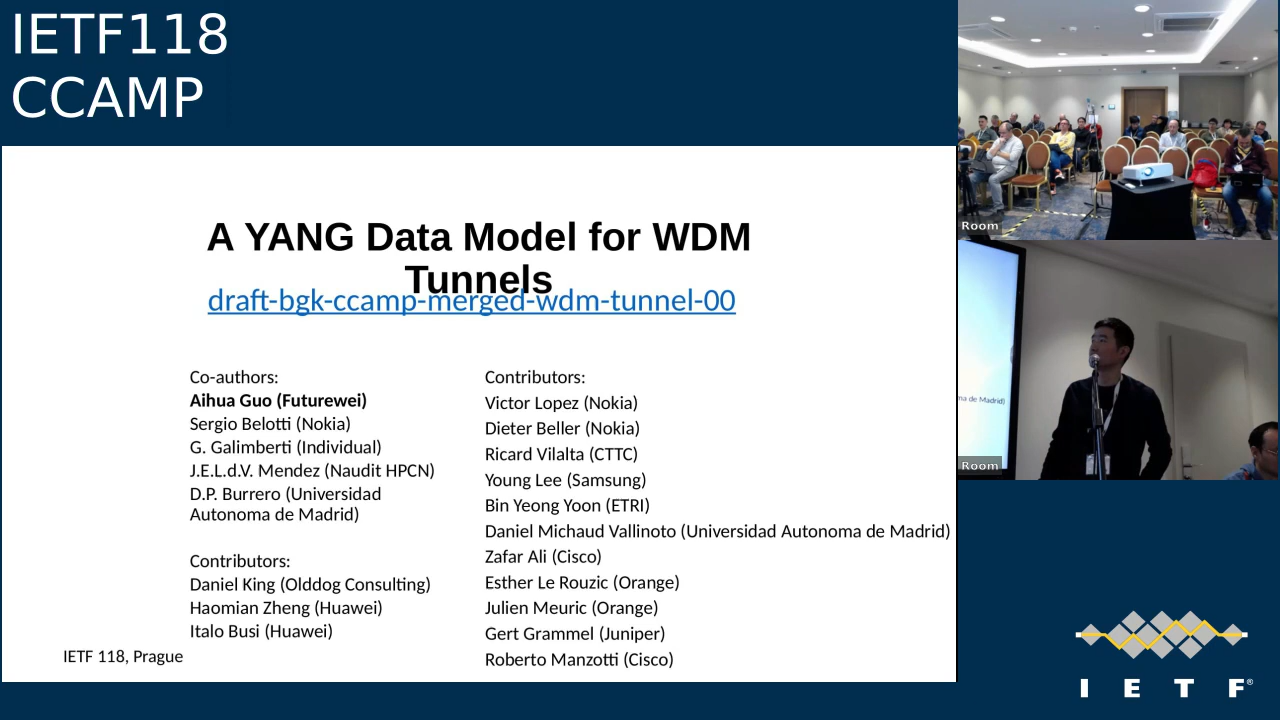 IETF118
CCAMP
A YANG Data Model for WDM
Tunnels
draft-bgk-ccamp-merged-wdm-tunnel-00
Co-authors:
Aihua Guo (Futurewei)
Sergio Belotti (Nokia)
G. Galimberti (Individual)
J.E.L.d.V. Mendez (Naudit HPCN)
D.P. Burrero (Universidad
Autonoma de Madrid)
Contributors:
Daniel King (Olddog Consulting)
Haomian Zheng (Huawei)
Italo Busi (Huawei)
IETF 118, Prague
Contributors:
Victor Lopez (Nokia)
Dieter Beller (Nokia)
Ricard Vilalta (CTTC)
Young Lee (Samsung)
Bin Yeong Yoon (ETRI)
Daniel Michaud Vallinoto (Universidad Autonoma de Madrid)
Zafar Ali (Cisco)
Esther Le Rouzic (Orange)
Julien Meuric (Orange)
Gert Grammel (Juniper)
Roberto Manzotti (Cisco)
Room
ma de Madrid)
Room
I E T F®